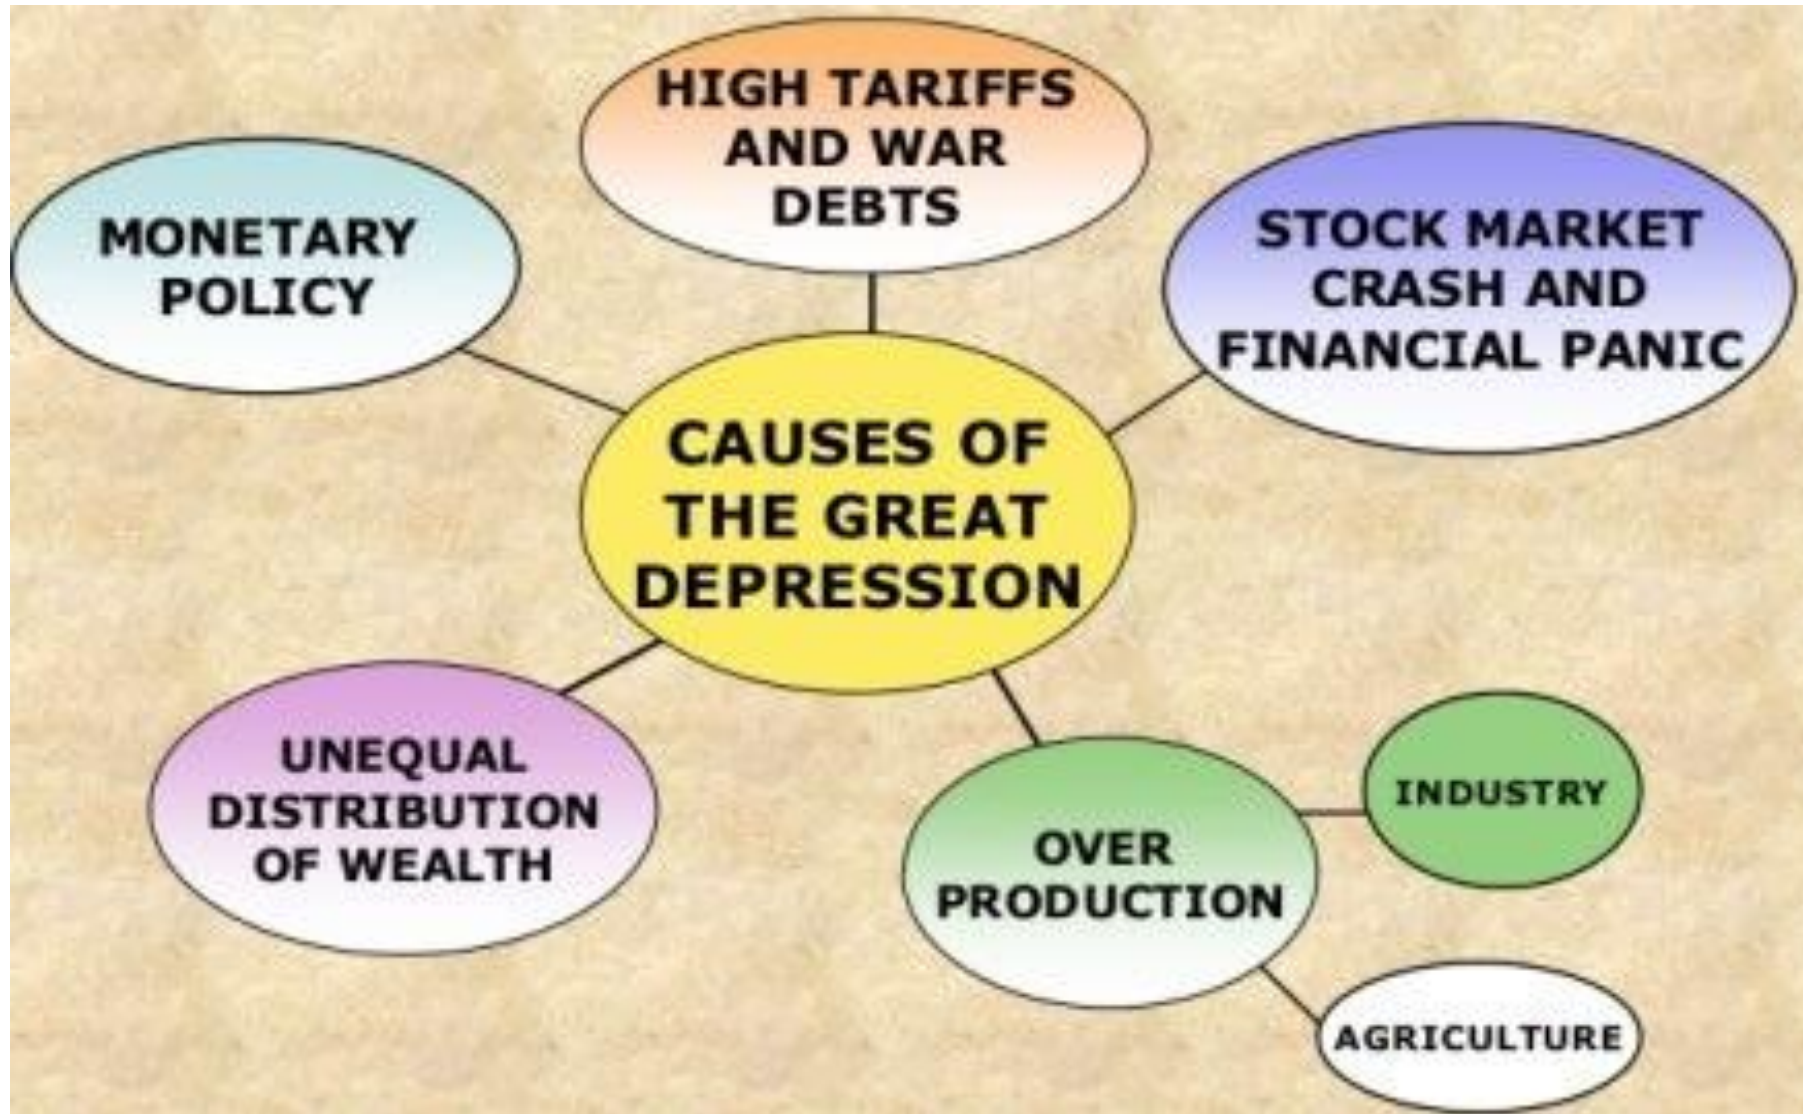 HIGH TARIFFS
AND WAR
DEBTS
MONETARY
POLICY
STOCK MARKET
CRASH AND
FINANCIAL PANIC
CAUSES OF
THE GREAT
DEPRESSION
UNEQUAL
DISTRIBUTION
OF WEALTH
OVER
PRODUCTION
INDUSTRY
AGRICULTURE